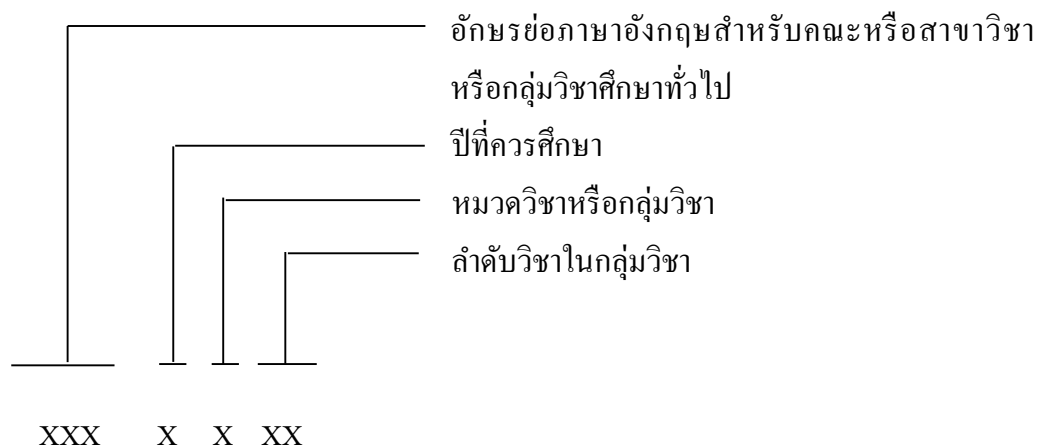 อักษรย่อภาษาอังกฤษสำหรับคณะหรือสาขาวิชา
หรือกลุ่มวิชาศึกษาทั่วไป
ปีที่ควรศึกษา
หมวดวิชาหรือกลุ่มวิชา
ลำดับวิชาในกลุ่มวิชา
XXX X X XX